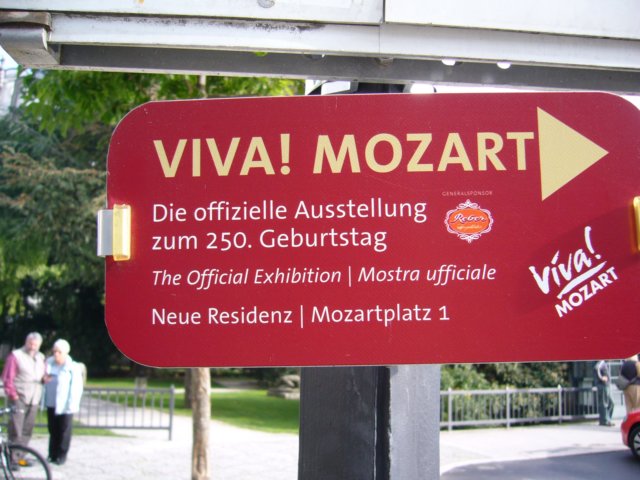 VIVA! MOZART
GENERALSPONSOR
Reber
Die offizielle Ausstellung
zum 250. Geburtstag
The Official Exhibition | Mostra ufficiale
Neue Residenz | Mozartplatz 1
Viva!
MOZART